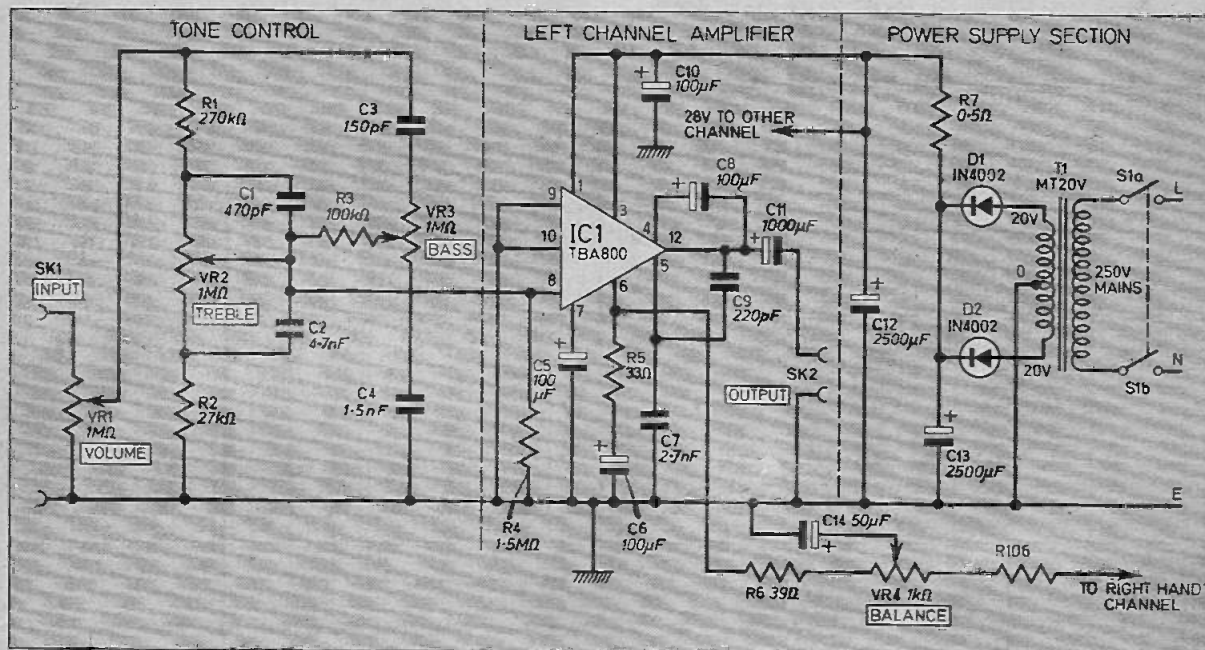 TONE CONTROL
LEFT CHANNEL AMPLIFIER
POWER SUPPLY SECTION
R1
270kΩ
C3
150pF
C1
470pF
R3
100kΩ
VR3
1MΩ
BASS
VR2
1MΩ
TREBLE
SK1
INPUT
C2
4·7nF
VR1
1MΩ
VOLUME
R2
27kΩ
C4
1·5nF
+
C10
100µF
28V TO OTHER
CHANNEL
1
9
10
8
IC1
TBA800
3
4
12
5
6
7
+
C8
100µF
+
C11
1000µF
C9
220pF
+
C5
100
µF
R5
33Ω
R4
1·5MΩ
+
C6
100µF
C7
2·7nF
SK2
OUTPUT
R7
0·5Ω
D1
IN4002
T1
MT20V
S1a
L
20V
0
250V
MAINS
D2
IN4002
20V
S1b
N
+
C12
2500µF
+
C13
2500µF
E
C14 50µF
+
R6 39Ω
VR4 1kΩ
BALANCE
R106
TO RIGHT HAND
CHANNEL